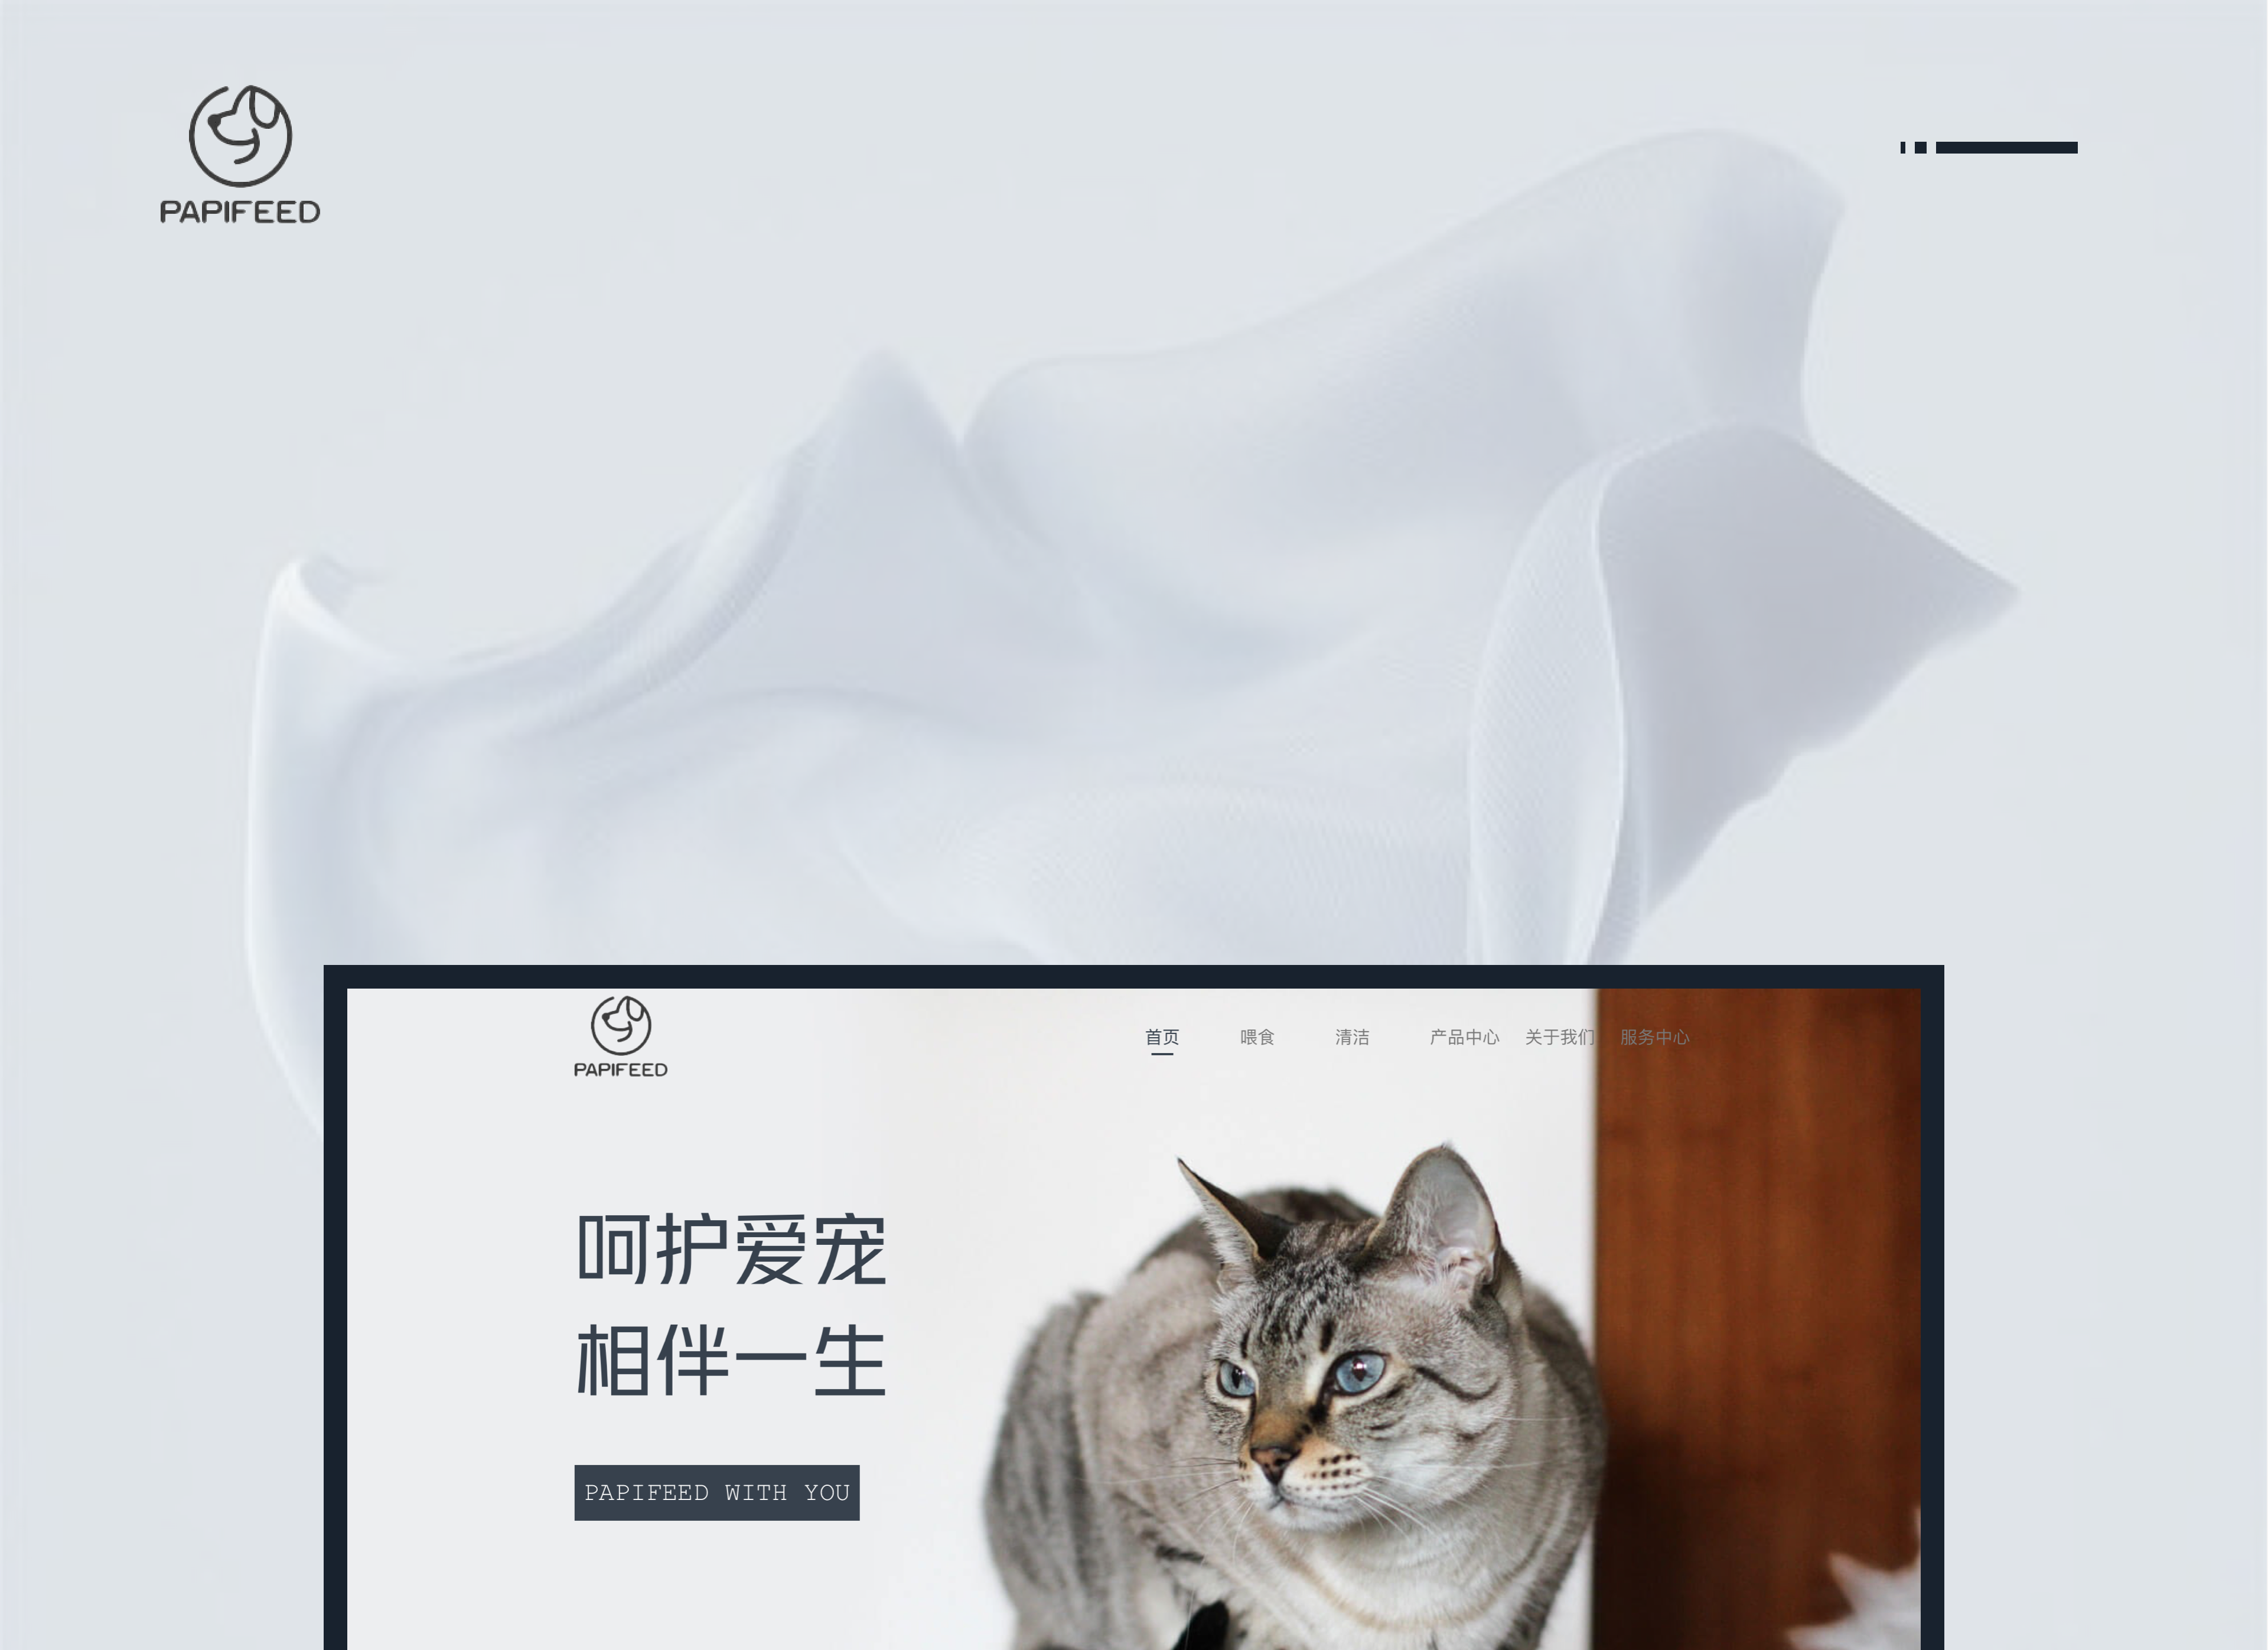 PAPIFEED
PAPIFEED
首页 喂食 清洁 产品中心 关于我们 服务中心
呵护爱宠
相伴一生
PAPIFEED WITH YOU